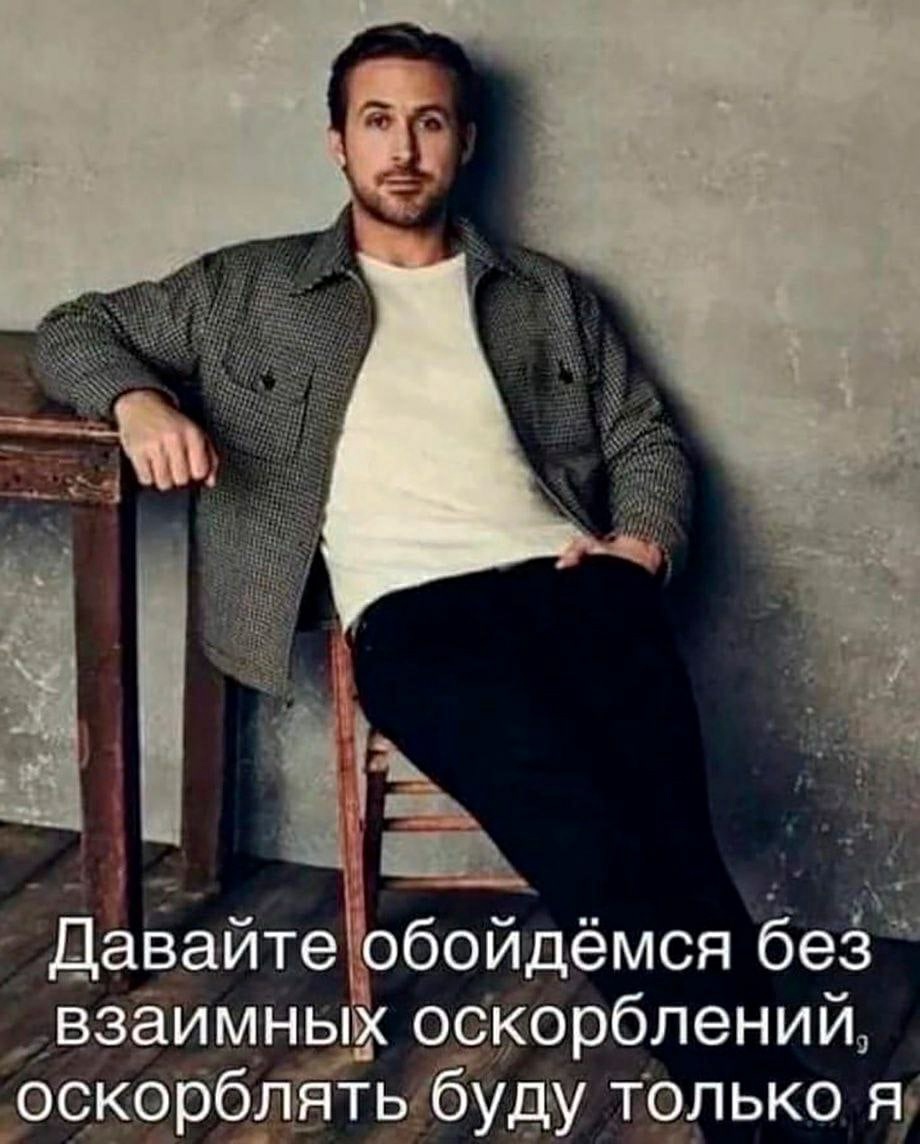 Давайте обойдёмся без
взаимных оскорблений,
оскорблять буду только я